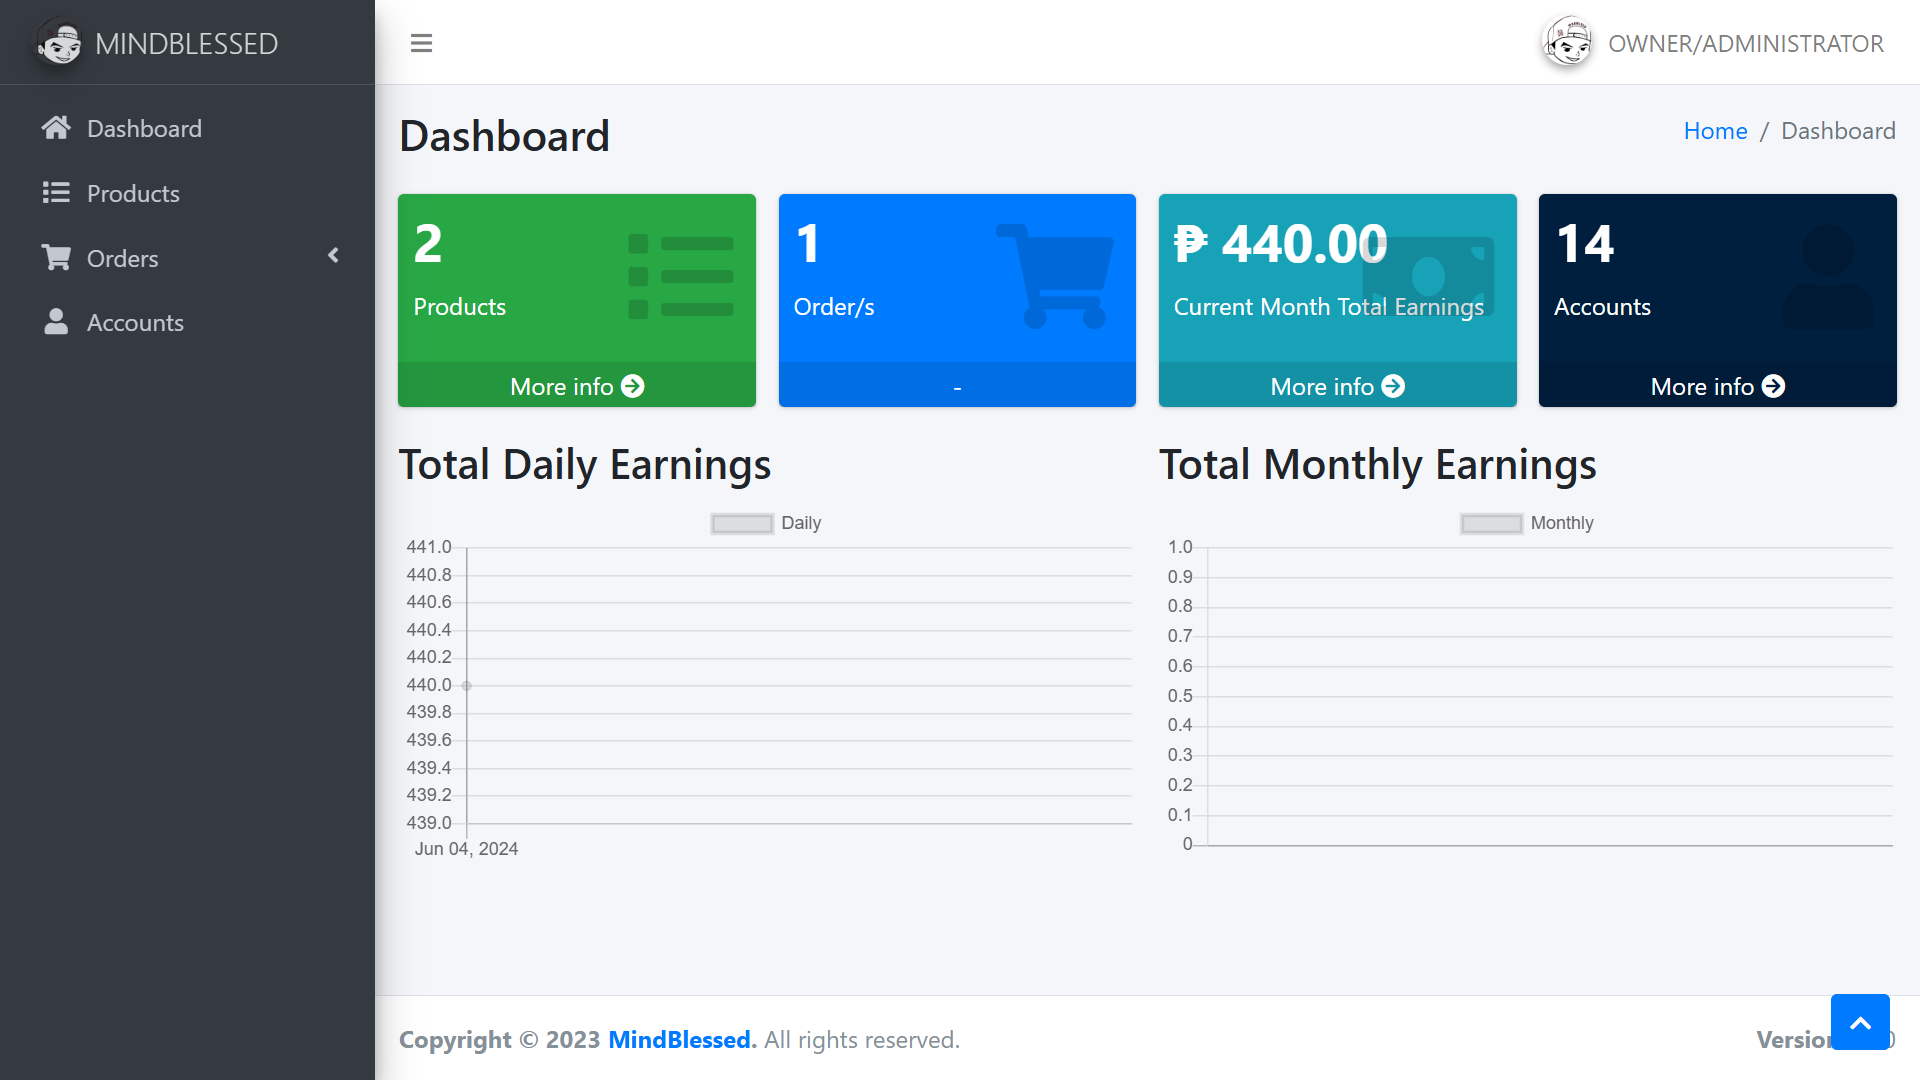 MINDBLESSED
OWNER/ADMINISTRATOR
Dashboard
Products
Orders
Accounts
Dashboard
Home / Dashboard
2
Products
More info
1
Order/s
-
₱ 440.00
Current Month Total Earnings
More info
14
Accounts
More info
Total Daily Earnings
Daily
441.0
440.8
440.6
440.4
440.2
440.0
439.8
439.6
439.4
439.2
439.0
Jun 04, 2024
Total Monthly Earnings
Monthly
1.0
0.9
0.8
0.7
0.6
0.5
0.4
0.3
0.2
0.1
0
Copyright © 2023 MindBlessed. All rights reserved.